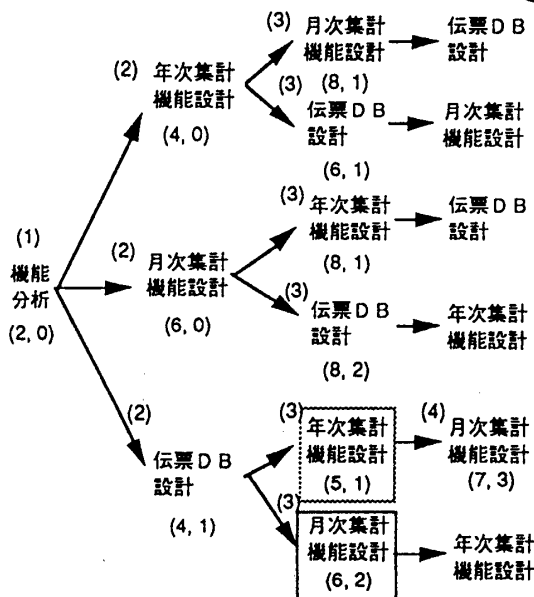 (1)
機能
分析
(2, 0)
(2)
年次集計
機能設計
(4, 0)
(3)
月次集計
機能設計
(8, 1)
伝票DB
設計
(3)
伝票DB
設計
(6, 1)
月次集計
機能設計
(2)
月次集計
機能設計
(6, 0)
(3)
年次集計
機能設計
(8, 1)
伝票DB
設計
(3)
伝票DB
設計
(8, 2)
年次集計
機能設計
(2)
伝票DB
設計
(4, 1)
(3)
年次集計
機能設計
(5, 1)
(4)
月次集計
機能設計
(7, 3)
(3)
月次集計
機能設計
(6, 2)
年次集計
機能設計